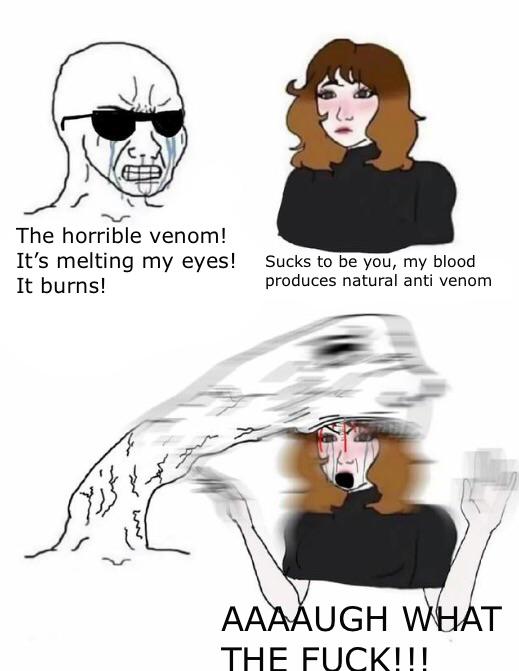 The horrible venom!
It’s melting my eyes!
It burns!
Sucks to be you, my blood
produces natural anti venom
AAAAUGH WHAT
THE FUCK!!!